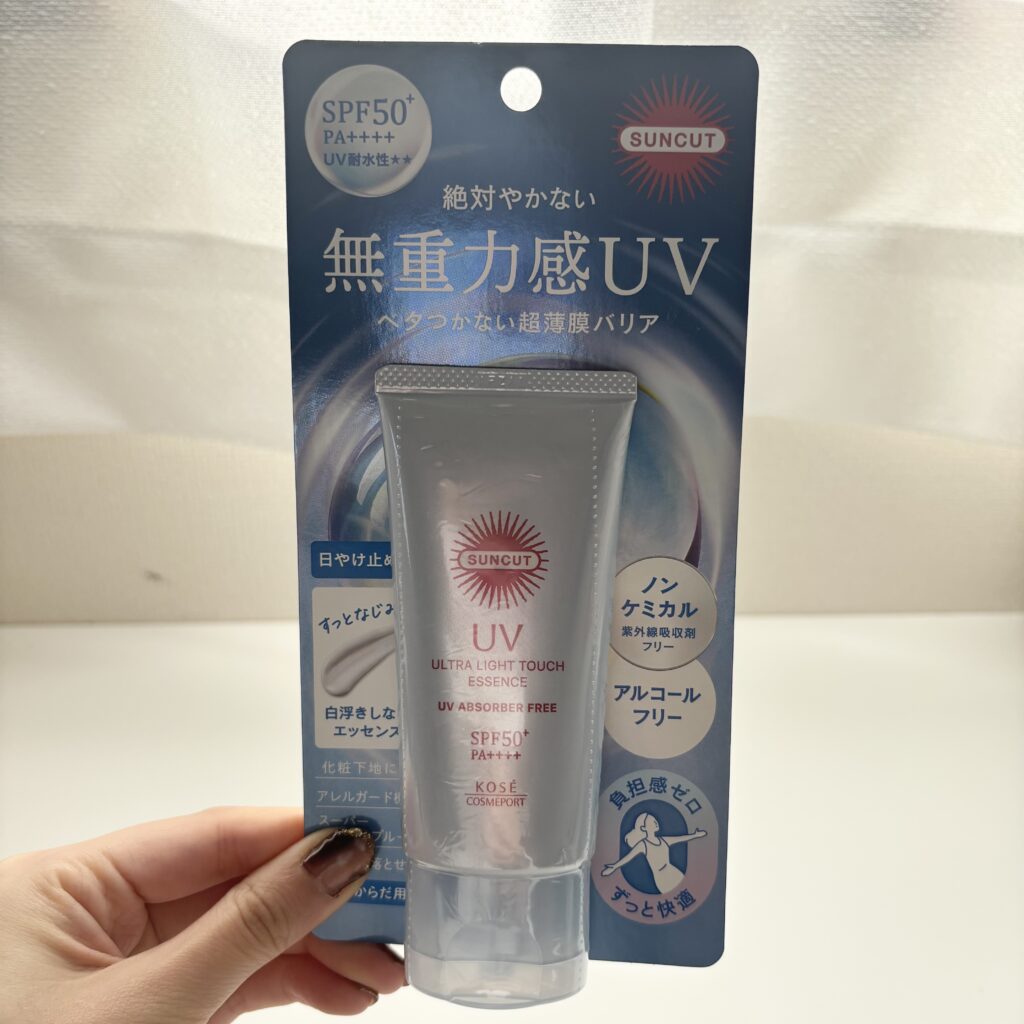 SPF50+
PA++++
UV耐水性★★
SUNCUT
絶対やかない
無重力感UV
ベタつかない超薄膜バリア
日やけ止め
すっとなじみ
白浮きしな
エッセンス
化粧下地に
アレルガード
スーパー
プルー
落とせ
からだ用
SUNCUT
UV
ULTRA LIGHT TOUCH
ESSENCE
UV ABSORBER FREE
SPF50+
PA++++
KOSÉ
COSMEPORT
ノン
ケミカル
紫外線吸収剤
フリー
アルコール
フリー
負担感ゼロ
ずっと快適